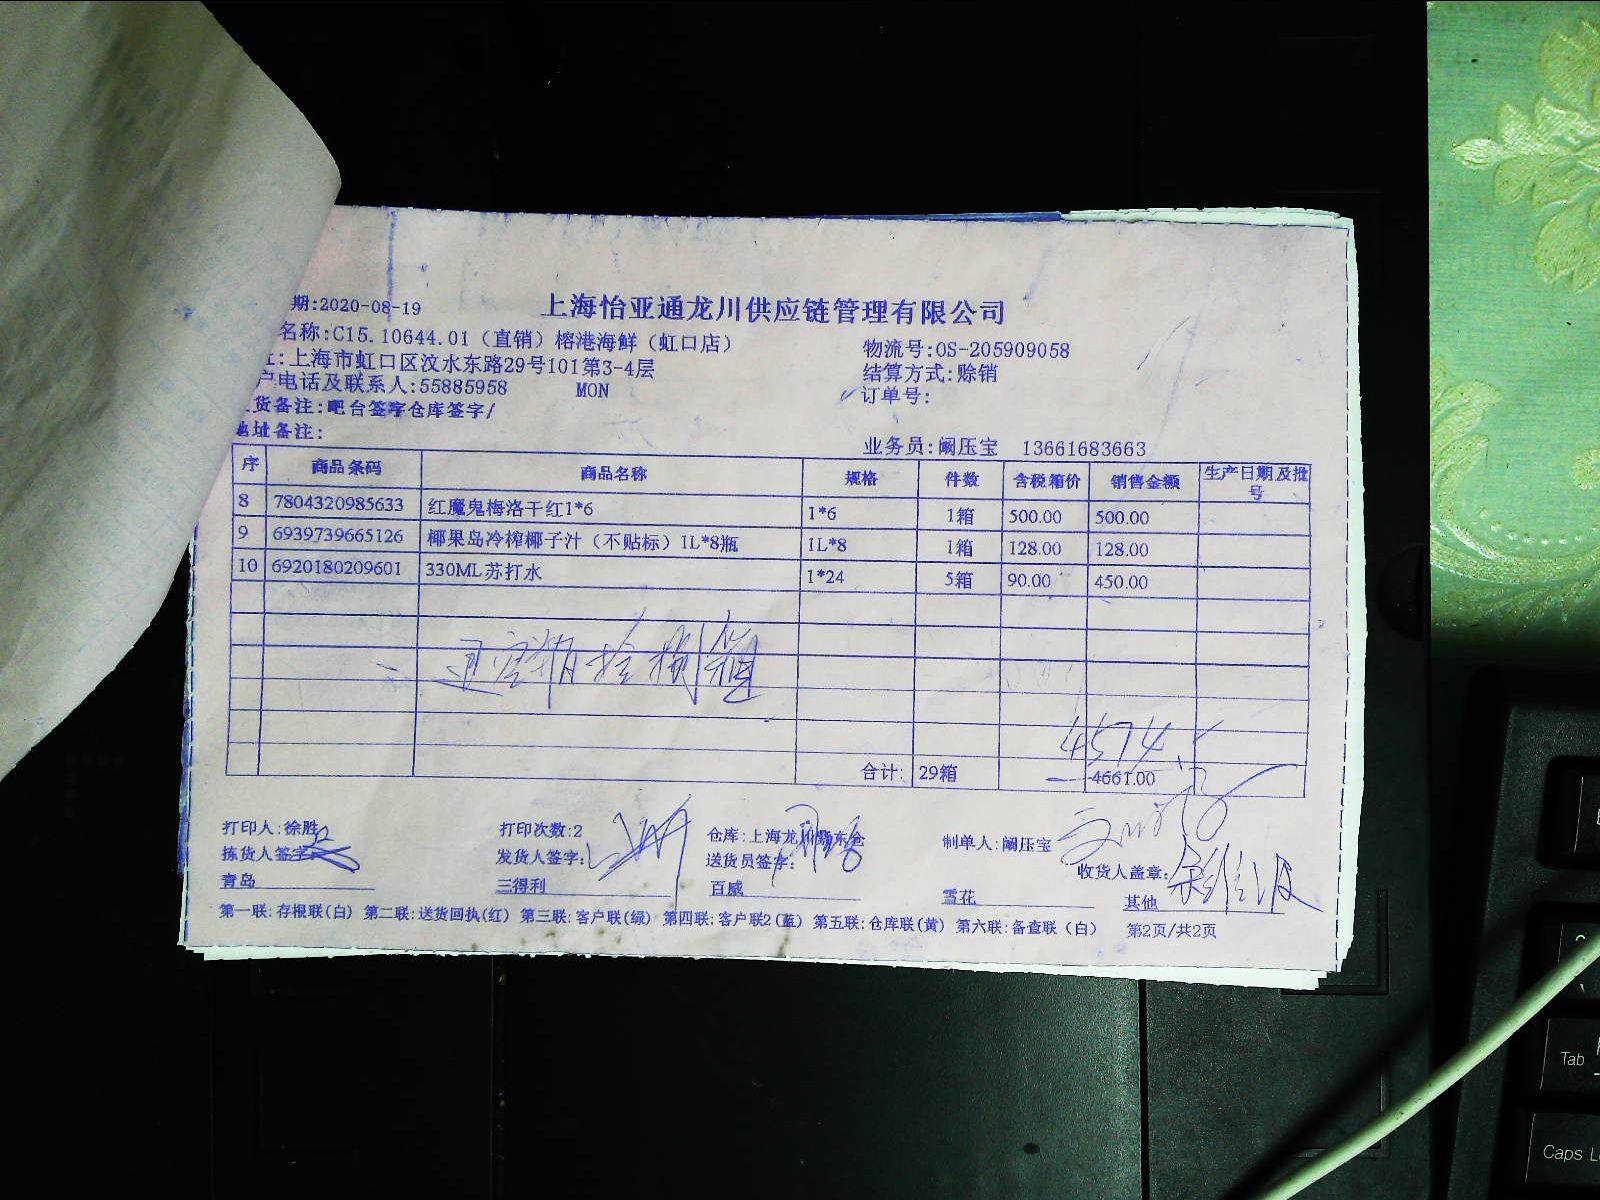 期:2020-08-19
上海怡亚通龙川供应链管理有限公司
名称:C15.10644.01（直销）榕港海鲜（虹口店）
物流号:OS-205909058
:上海市虹口区汶水东路29号101第3-4层
结算方式:赊销
户电话及联系人:55885958 MON
订单号:
货备注:吧台签字仓库签字/
地址备注:
业务员:阚压宝 13661683663
序 商品条码 商品名称 规格 件数 含税箱价 销售金额 生产日期及批号
8 7804320985633 红魔鬼梅洛干红1*6 1*6 1箱 500.00 500.00
9 6939739665126 椰果岛冷榨椰子汁（不贴标）1L*8瓶 1L*8 1箱 128.00 128.00
10 6920180209601 330ML苏打水 1*24 5箱 90.00 450.00
4574.
合计: 29箱 4661.00
打印人:徐胜 打印次数:2 仓库:上海龙川 东仓 制单人:阚压宝
拣货人签字: 发货人签字: 送货员签字: 收货人盖章:
青岛 三得利 百威 雪花 其他
第一联:存根联(白) 第二联:送货回执(红) 第三联:客户联(绿) 第四联:客户联2(蓝) 第五联:仓库联(黄) 第六联:备查联（白） 第2页/共2页
Tab
Caps L